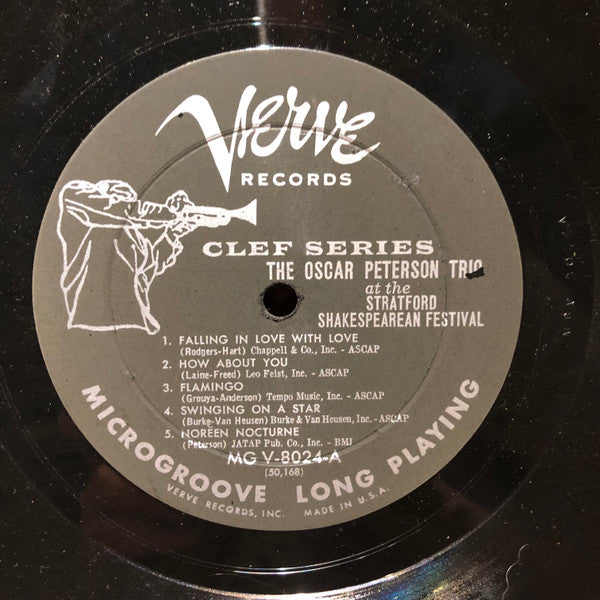 Verve
RECORDS
CLEF SERIES
THE OSCAR PETERSON TRIO
at the
STRATFORD
SHAKESPEAREAN FESTIVAL
1. FALLING IN LOVE WITH LOVE
(Rodgers-Hart) Chappell & Co., Inc. - ASCAP
2. HOW ABOUT YOU
(Laine-Freed) Leo Feist, Inc. - ASCAP
3. FLAMINGO
(Grouya-Anderson) Tempo Music, Inc. - ASCAP
4. SWINGING ON A STAR
(Burke-Van Heusen) Burke & Van Heusen, Inc. - ASCAP
5. NOREEN NOCTURNE
(Peterson) JATAP Pub. Co., Inc. - BMI
MG V-8024-A
(50,168)
MICROGROOVE LONG PLAYING
VERVE RECORDS, INC. MADE IN U.S.A.